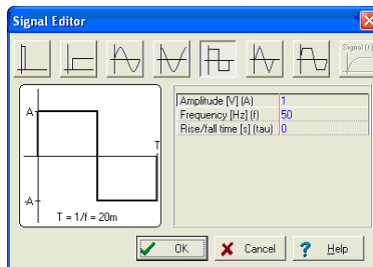 Signal Editor
Signal (t)
A
T
-A
T = 1/f = 20m
Amplitude [V] (A) 1
Frequency [Hz] (f) 50
Rise/fall time [s] (tau) 0
OK Cancel ? Help